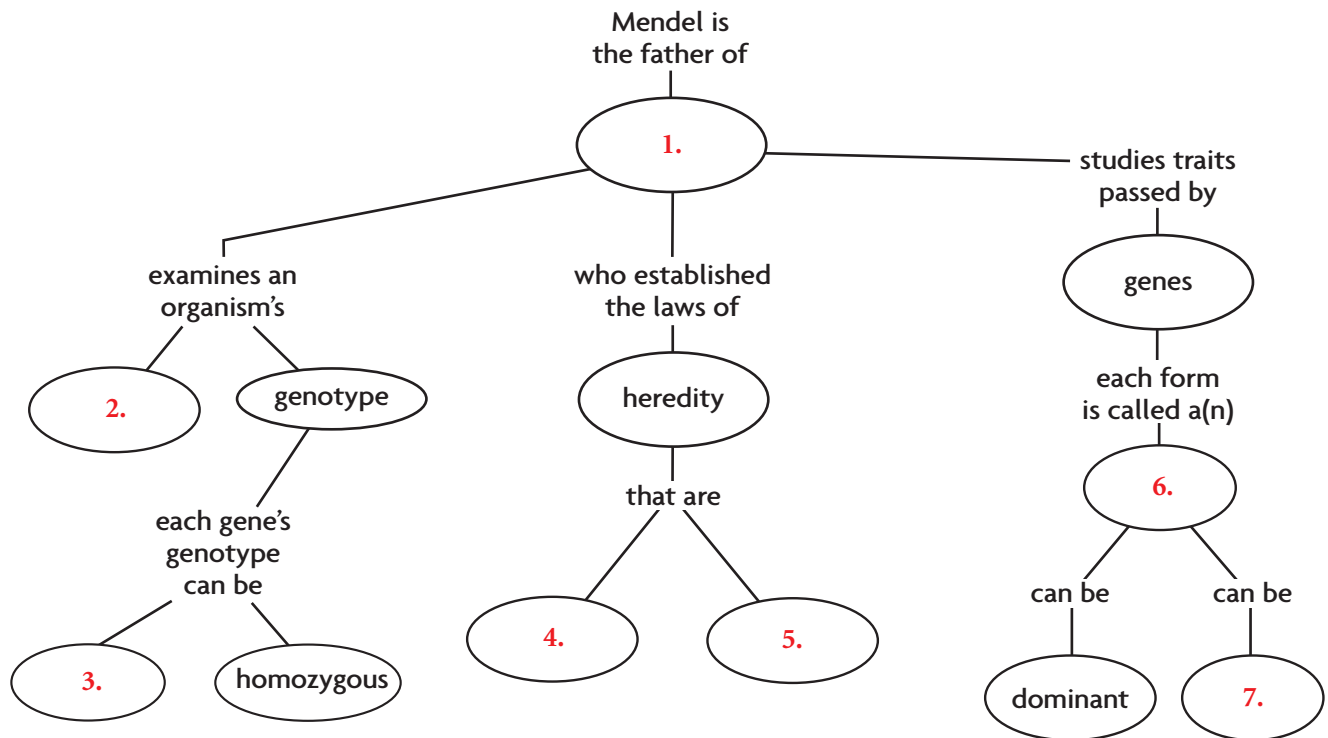 Mendel is
the father of
1.
studies traits
passed by
genes
examines an
organism's
who established
the laws of
each form
is called a(n)
2.
genotype
heredity
6.
that are
each gene's
genotype
can be
can be
can be
4.
5.
3.
homozygous
dominant
7.